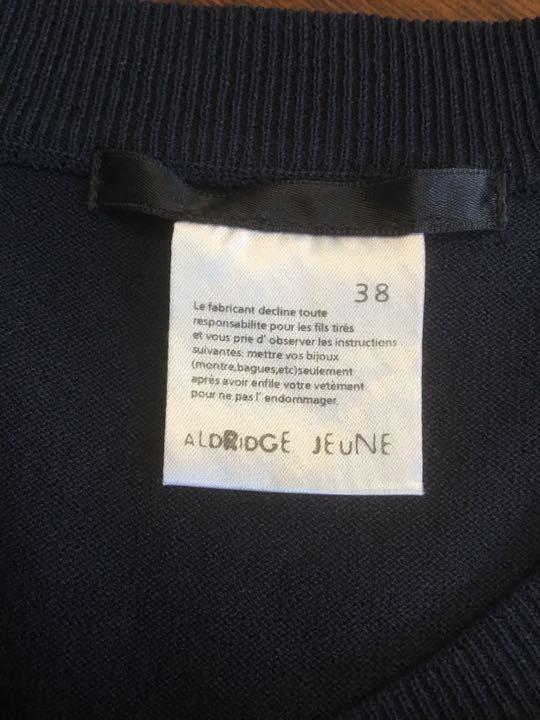 38
Le fabricant decline toute
responsabilite pour les fils tirés
et vous prie d' observer les instructions
suivantes: mettre vos bijoux
(montre,bagues,etc)seulement
après avoir enfile votre vetèment
pour ne pas l' endommager.
ALDRIDGE JEUNE